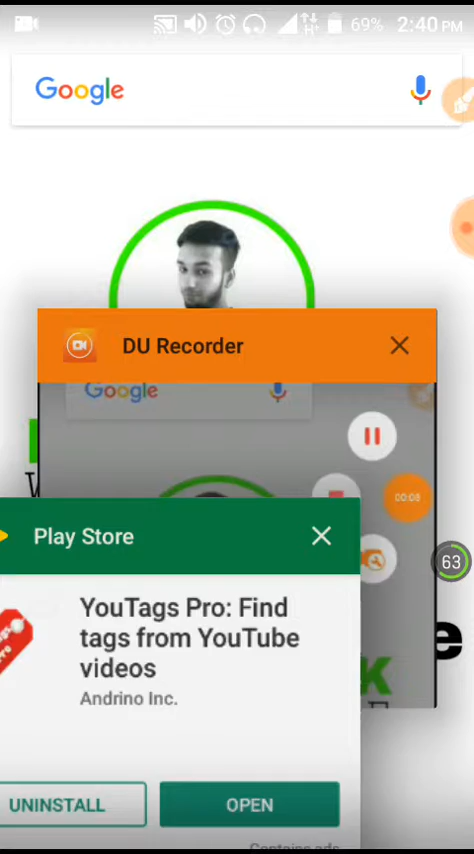 H+ 69% 2:40 PM
Google
DU Recorder
Google
00:08
Play Store
63
YouTags Pro: Find
tags from YouTube
videos
Andrino Inc.
e
K
UNINSTALL
OPEN
Contains ads